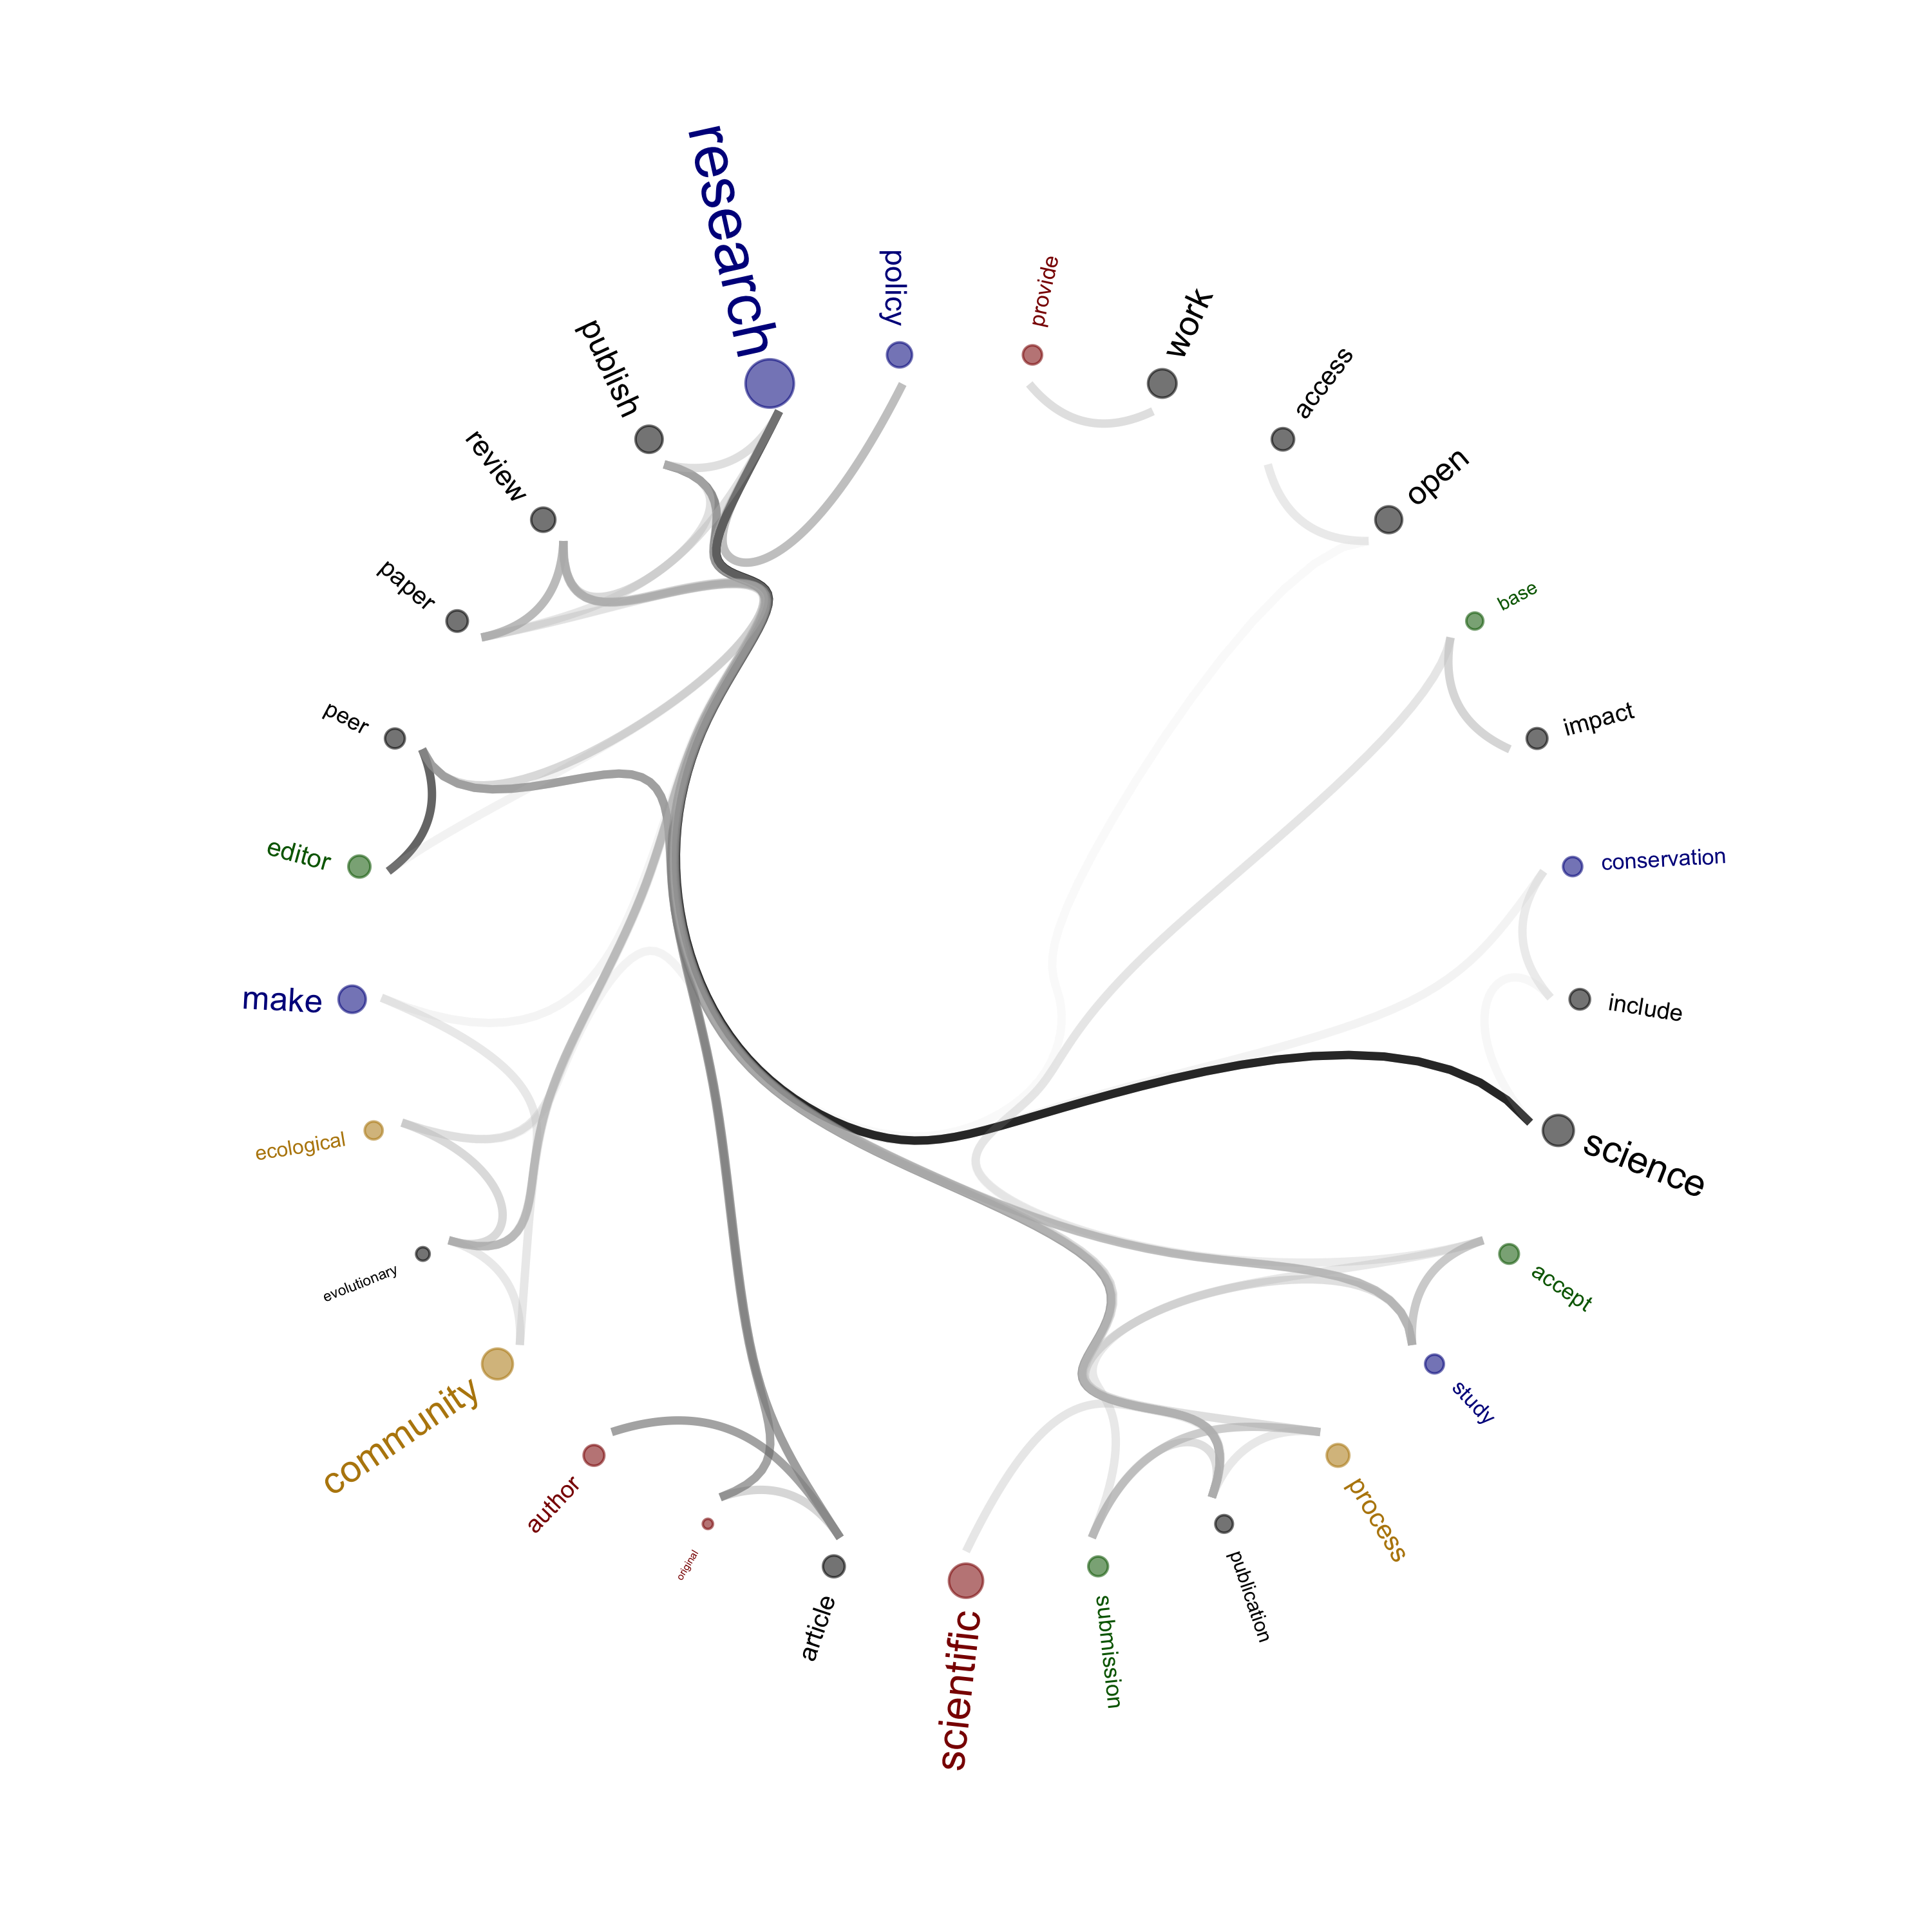 research
policy
provide
work
access
open
base
impact
conservation
include
science
accept
study
process
publication
submission
scientific
article
original
author
community
evolutionary
ecological
make
editor
peer
paper
review
publish